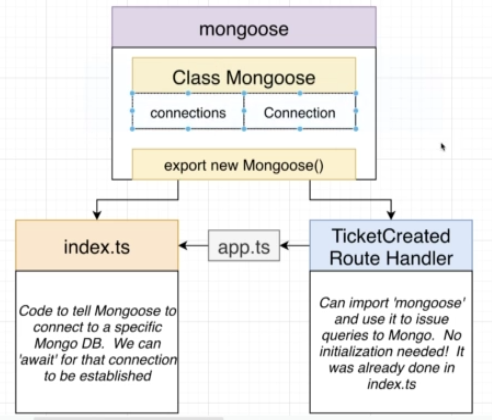 mongoose
Class Mongoose
connections
Connection
export new Mongoose()
index.ts
app.ts
TicketCreated
Route Handler
Code to tell Mongoose to
connect to a specific
Mongo DB. We can
'await' for that connection
to be established
Can import 'mongoose'
and use it to issue
queries to Mongo. No
initialization needed! It
was already done in
index.ts